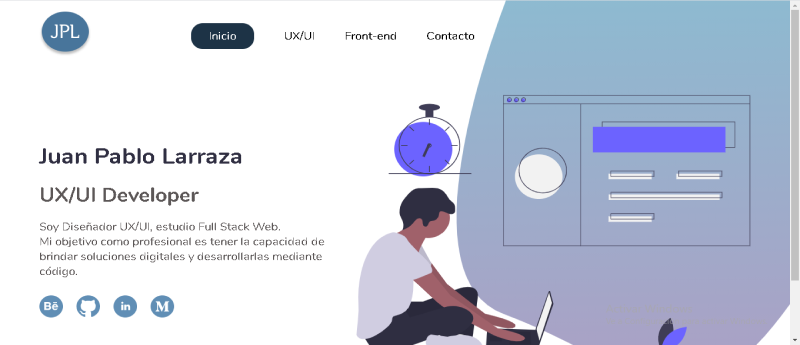 JPL
Inicio UX/UI Front-end Contacto
Juan Pablo Larraza
UX/UI Developer
Soy Diseñador UX/UI, estudio Full Stack Web.
Mi objetivo como profesional es tener la capacidad de
brindar soluciones digitales y desarrollarlas mediante
código.
Bē in M